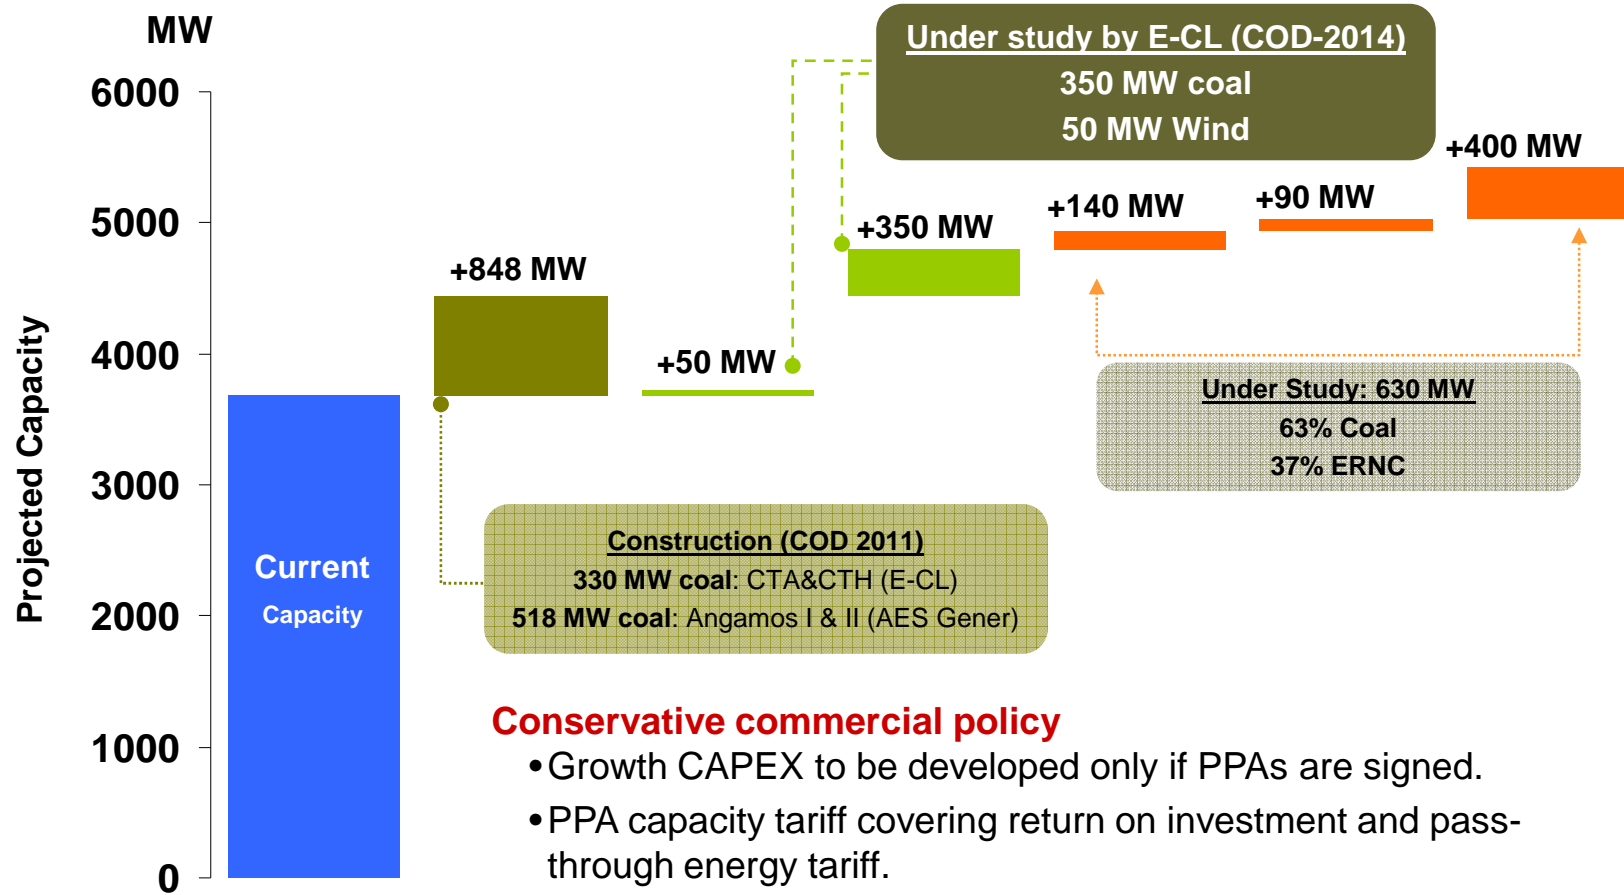 MW
Projected Capacity
6000
5000
4000
3000
2000
1000
0
Current
Capacity
+848 MW
+50 MW
+350 MW
+140 MW
+90 MW
+400 MW
Under study by E-CL (COD-2014)
350 MW coal
50 MW Wind
Under Study: 630 MW
63% Coal
37% ERNC
Construction (COD 2011)
330 MW coal: CTA&CTH (E-CL)
518 MW coal: Angamos I & II (AES Gener)
Conservative commercial policy
•Growth CAPEX to be developed only if PPAs are signed.
•PPA capacity tariff covering return on investment and pass-
through energy tariff.